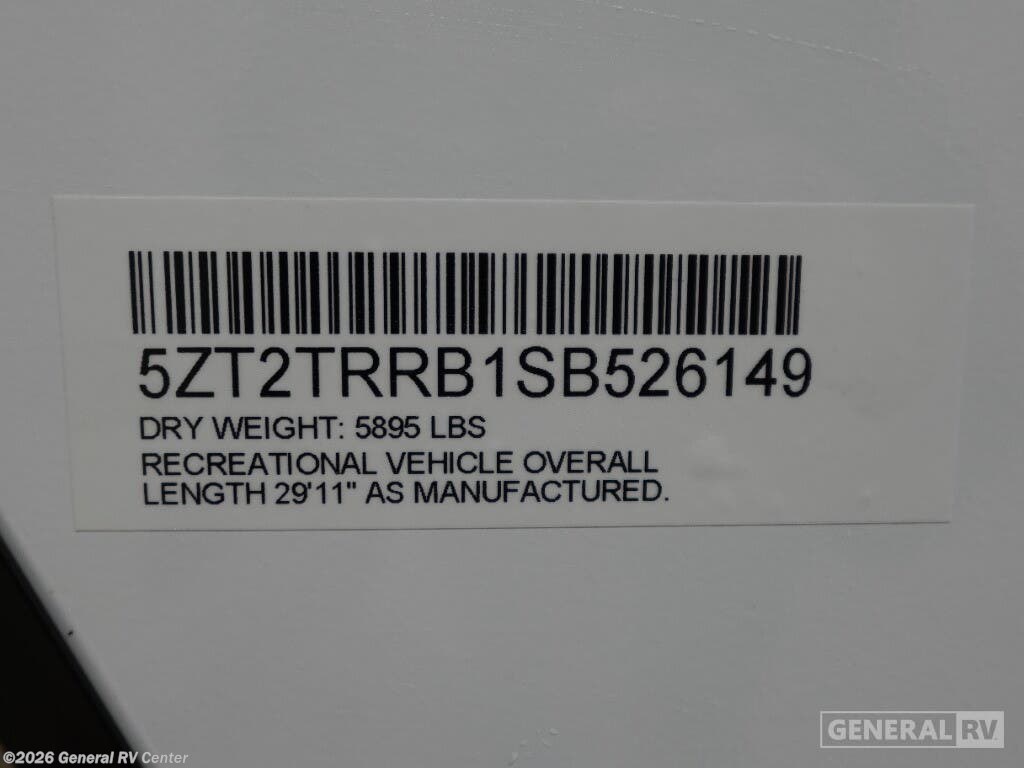 5ZT2TRRB1SB526149
DRY WEIGHT: 5895 LBS
RECREATIONAL VEHICLE OVERALL
LENGTH 29'11" AS MANUFACTURED.
GENERAL RV
©2026 General RV Center